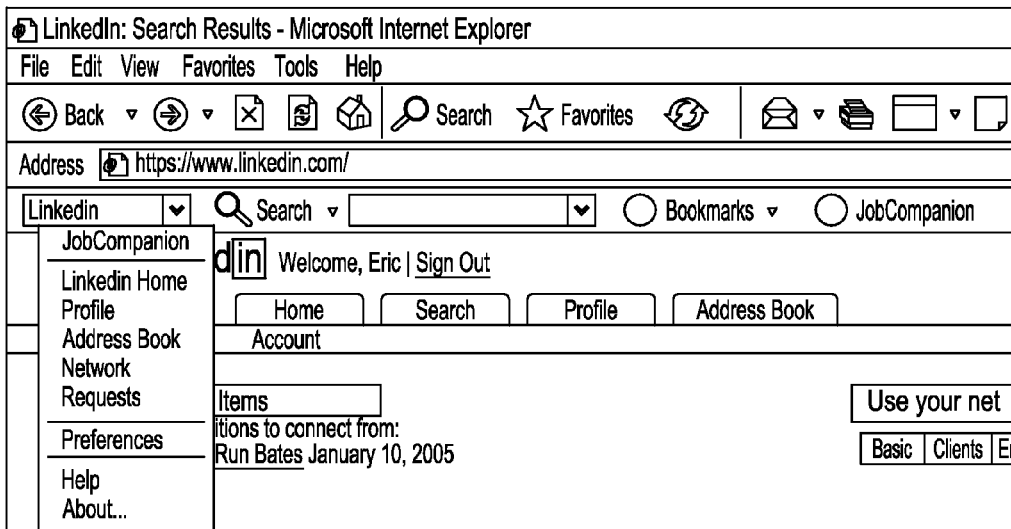 LinkedIn: Search Results - Microsoft Internet Explorer
File Edit View Favorites Tools Help
Back Search Favorites
Address https://www.linkedin.com/
Linkedin Search Bookmarks JobCompanion
JobCompanion
Linkedin Home
Profile
Address Book
Network
Requests
Preferences
Help
About...
din Welcome, Eric | Sign Out
Home Search Profile Address Book
Account
Items
itions to connect from:
Run Bates January 10, 2005
Use your net
Basic Clients